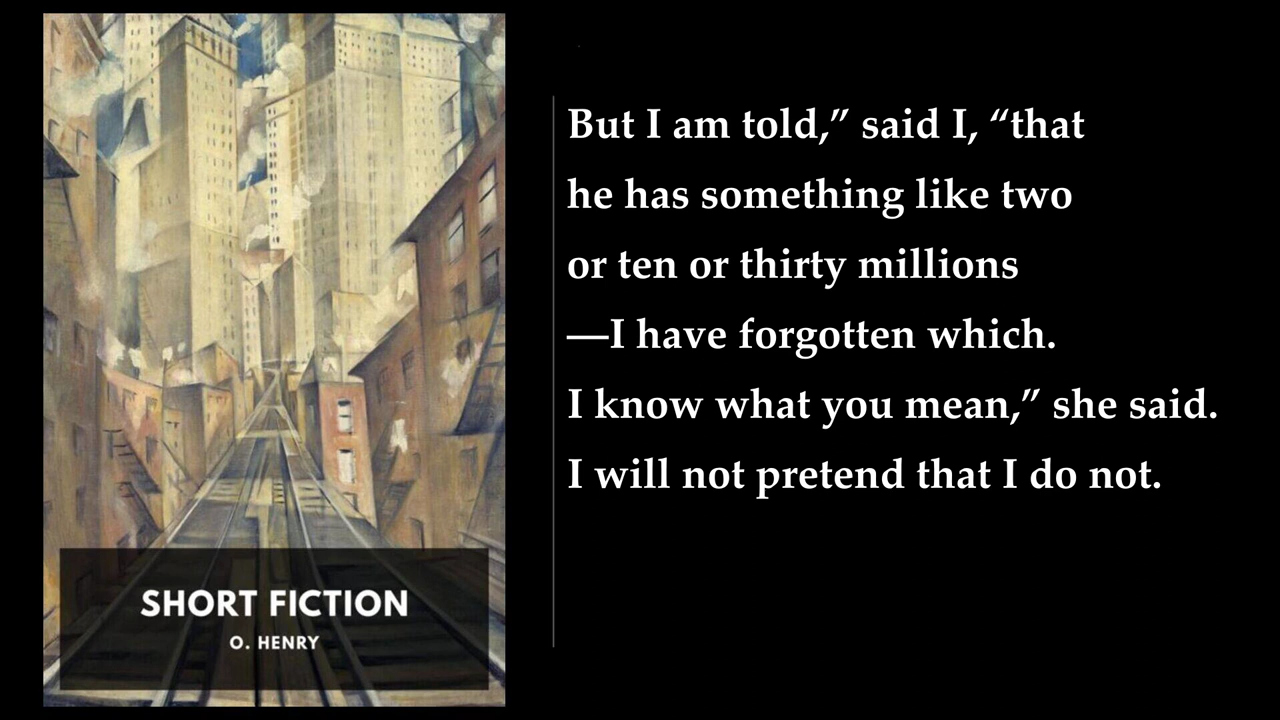 SHORT FICTION
O. HENRY
But I am told,” said I, “that
he has something like two
or ten or thirty millions
—I have forgotten which.
I know what you mean,” she said.
I will not pretend that I do not.